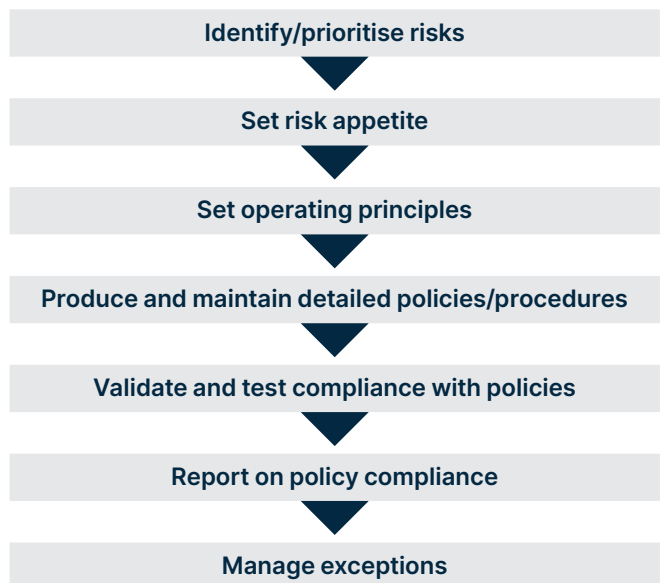 Identify/prioritise risks
Set risk appetite
Set operating principles
Produce and maintain detailed policies/procedures
Validate and test compliance with policies
Report on policy compliance
Manage exceptions